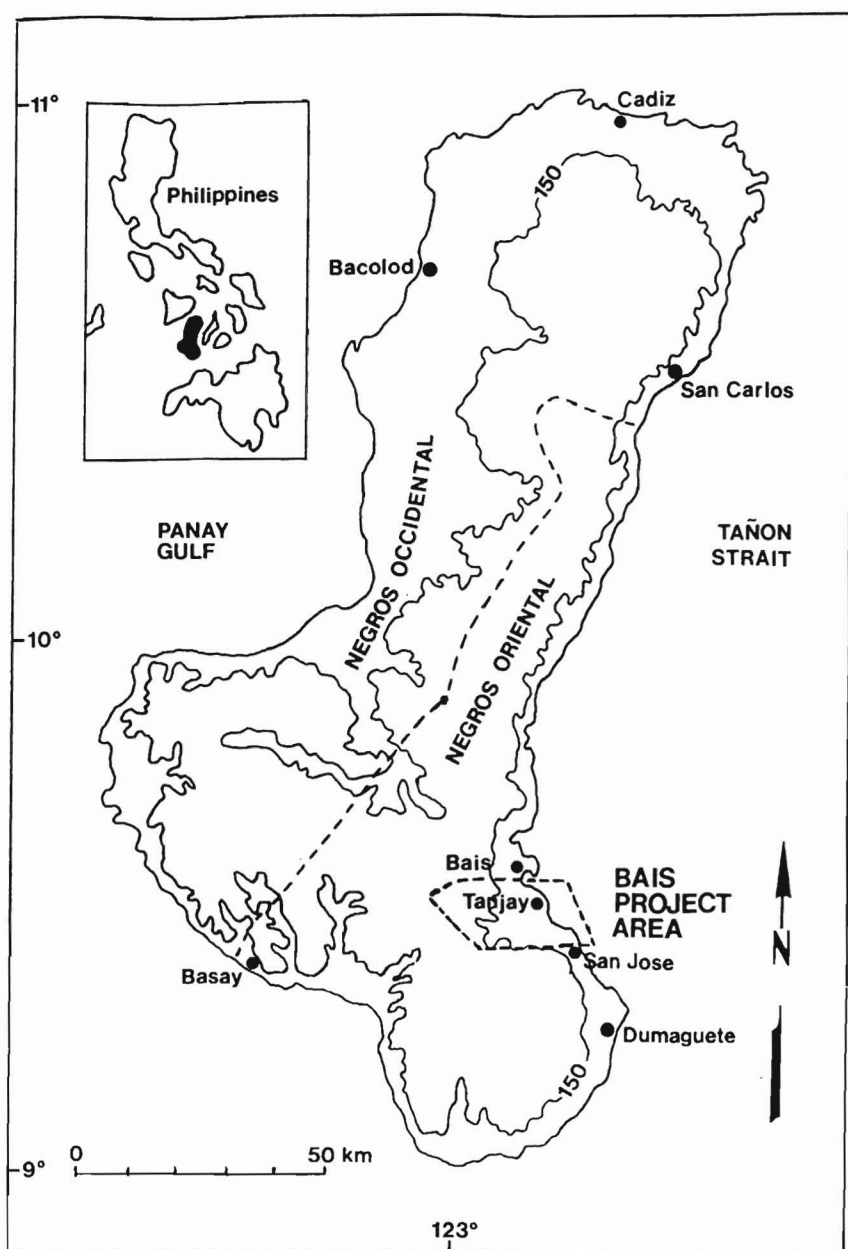 11°
Cadiz
Philippines
150
Bacolod
San Carlos
PANAY
GULF
TAÑON
STRAIT
NEGROS OCCIDENTAL
10°
NEGROS ORIENTAL
Bais
BAIS
PROJECT
AREA
Tanjay
N
San Jose
Basay
Dumaguete
150
0 50 km
9°
123°